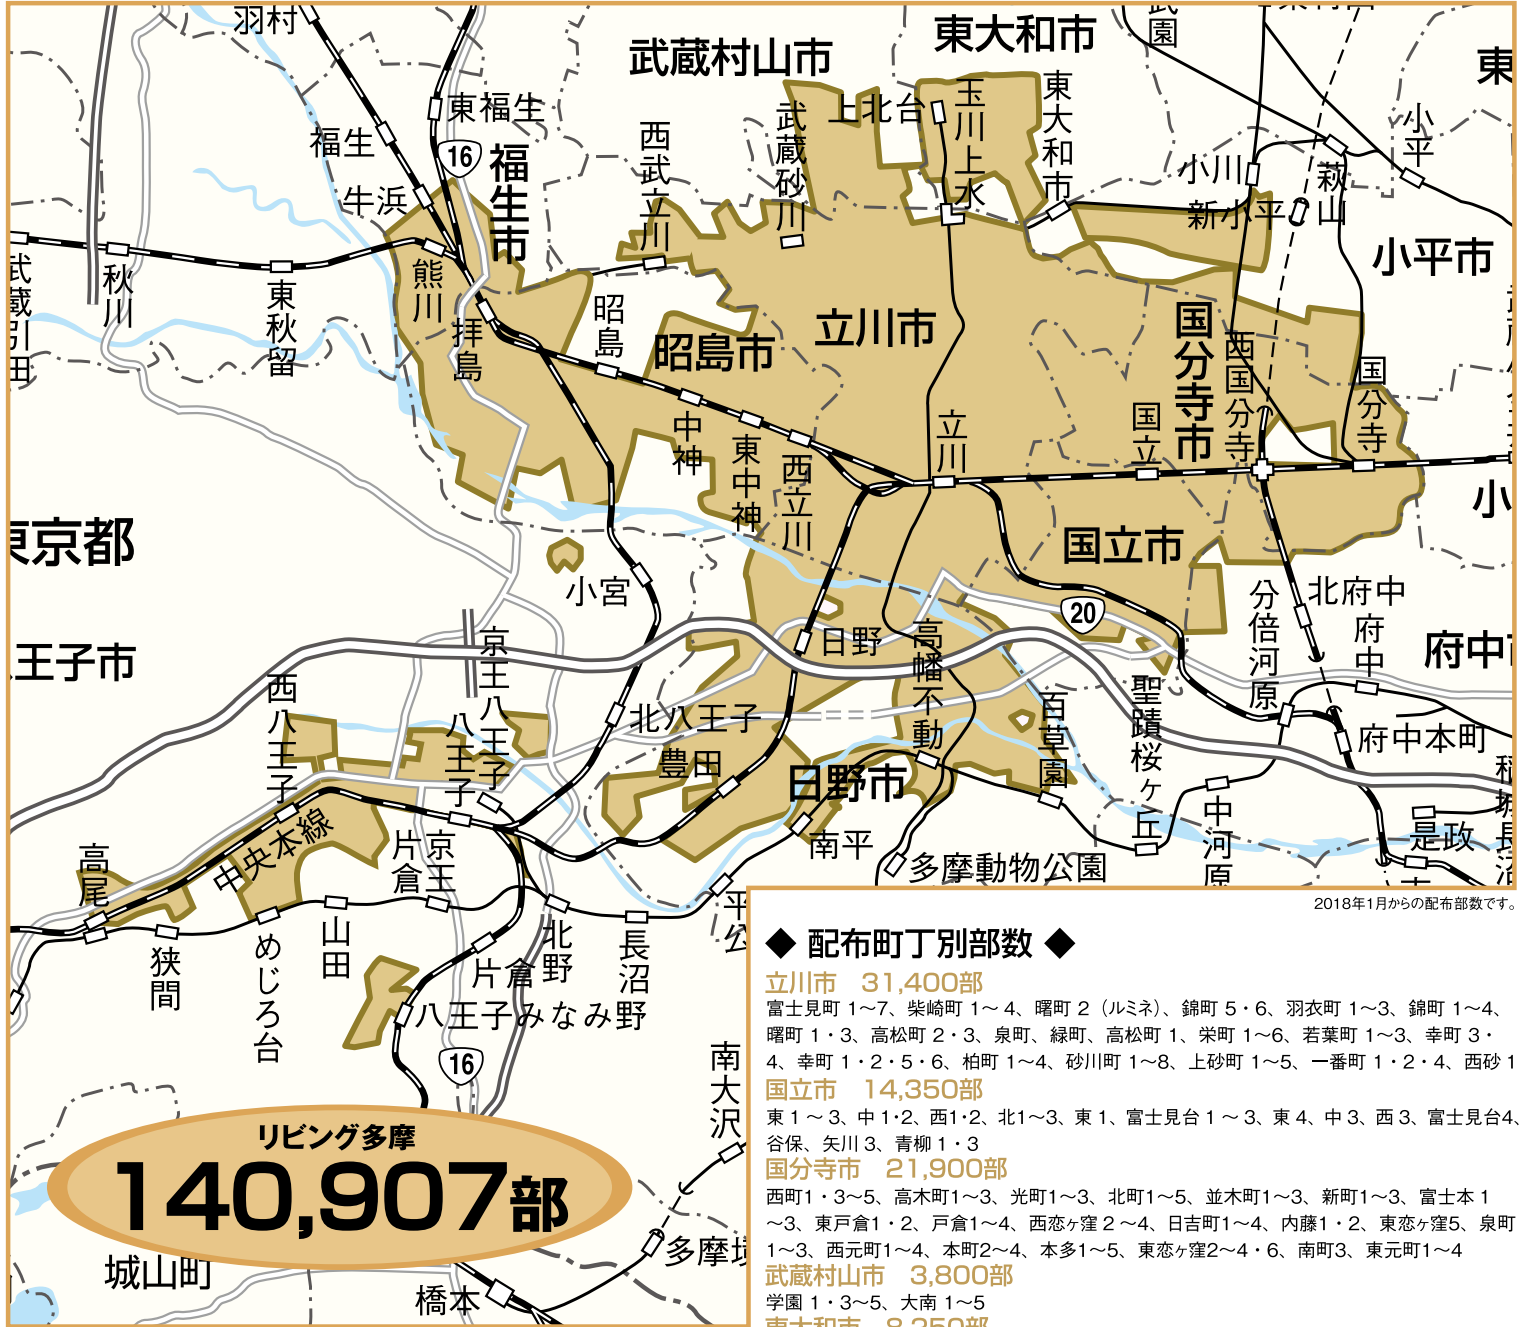 羽村
武蔵村山市
東大和市
武
園
東
東福生
福生
16
福生市
牛浜
西武立川
武蔵砂川
上北台
玉川上水
東大和市
小川
新小平
萩山
小平
小平市
武蔵引田
秋川
東秋留
熊川
拝島
昭島
昭島市
立川市
国分寺市
西国分寺
国分寺
中神
東中神
西立川
立川
国立
東京都
国立市
小
小宮
20
分倍河原
北府中
府中
府中市
王子市
京王八王子
日野
高幡不動
西八王子
八王子
北八王子
豊田
百草園
聖蹟桜ヶ丘
府中本町
日野市
中河原
是政
稲城長沼
南平
多摩動物公園
中央本線
高尾
片倉
京王
狭間
めじろ台
山田
北野
長沼
平
公
片倉
八王子みなみ野
16
南大沢
リビング多摩
140,907部
多摩境
城山町
橋本
2018年1月からの配布部数です。
◆ 配布町丁別部数 ◆
立川市　31,400部
富士見町 1〜7、柴崎町 1〜 4、曙町 2（ルミネ）、錦町 5・6、羽衣町 1〜3、錦町 1〜4、
曙町 1・3、高松町 2・3、泉町、緑町、高松町 1、栄町 1〜6、若葉町 1〜3、幸町 3・
4、幸町 1・2・5・6、柏町 1〜4、砂川町 1〜8、上砂町 1〜5、一番町 1・2・4、西砂 1
国立市　14,350部
東 1 〜 3、中 1･2、西1･2、北1〜3、東 1、富士見台 1 〜 3、東 4、中 3、西 3、富士見台4、
谷保、矢川 3、青柳 1・3
国分寺市　21,900部
西町1・3〜5、高木町1〜3、光町1〜3、北町1〜5、並木町1〜3、新町1〜3、富士本 1
〜3、東戸倉1・2、戸倉1〜4、西恋ヶ窪 2 〜4、日吉町1〜4、内藤1・2、東恋ヶ窪5、泉町
1〜3、西元町1〜4、本町2〜4、本多1〜5、東恋ヶ窪2〜4・6、南町3、東元町1〜4
武蔵村山市　3,800部
学園 1・3〜5、大南 1〜5
東大和市　8,250部